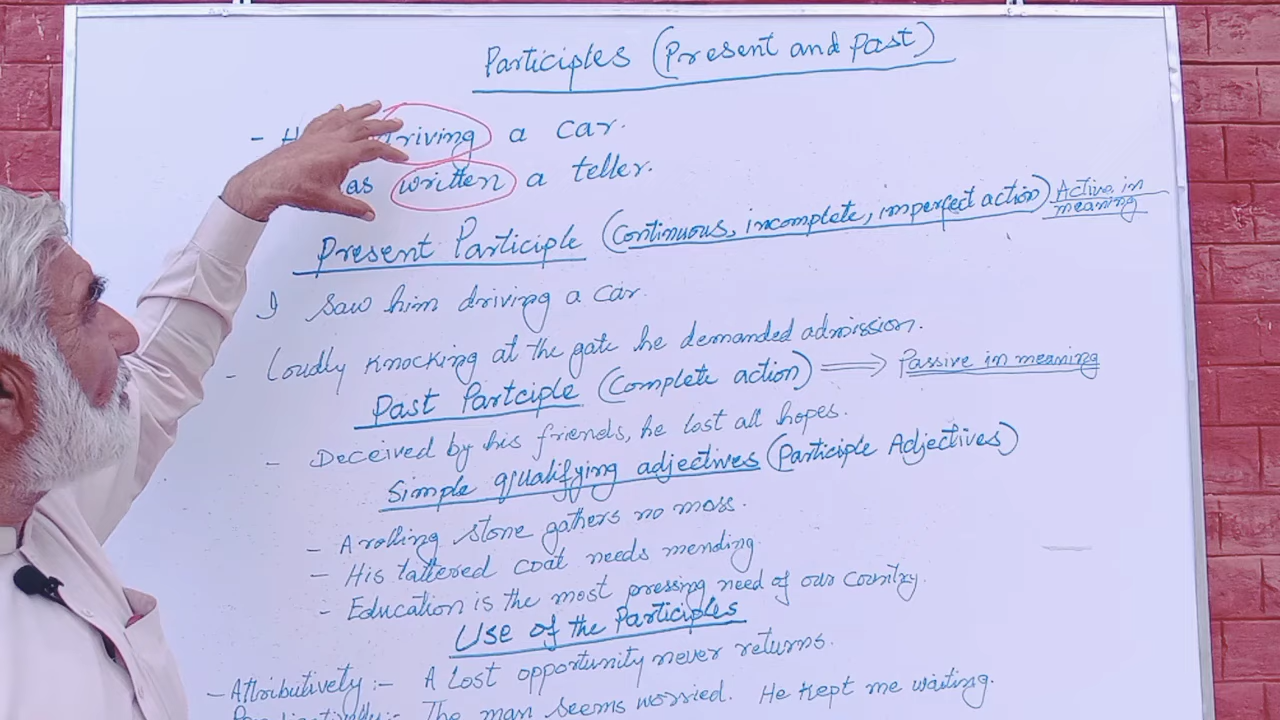 Participles (Present and Past)
- H driving a car.
as written a teller.
Present Participle (Continuous, incomplete, imperfect action) Active in meaning
I saw him driving a car.
- Loudly knocking at the gate he demanded admission.
Past Partciple (Complete action) ⟹ Passive in meaning
- Deceived by his friends, he lost all hopes.
Simple qualifying adjectives (Participle Adjectives)
- A rolling stone gathers no moss.
- His tattered coat needs mending.
- Education is the most pressing need of our country.
Use of the Participles
- Attributively :- A Lost opportunity never returns.
Predicatively :- The man seems worried. He kept me waiting.